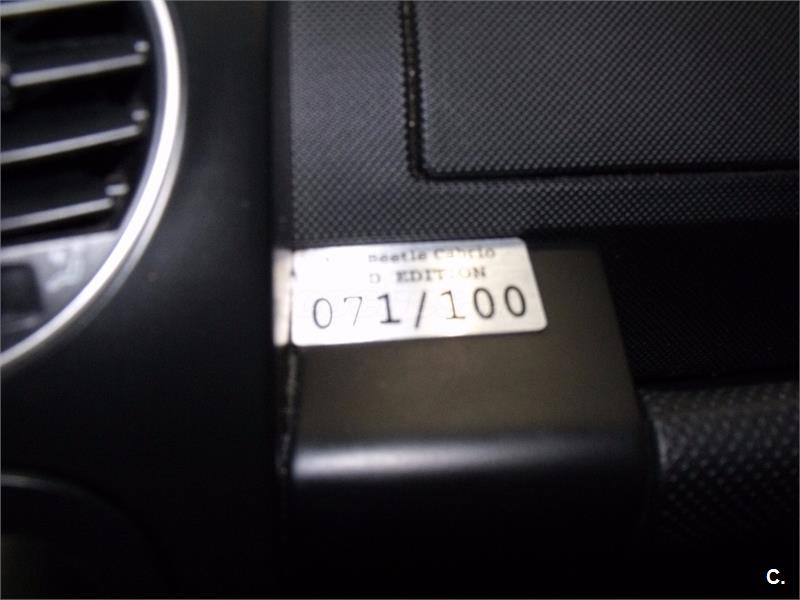 Beetle Cabrio
D EDITION
071/100
C.